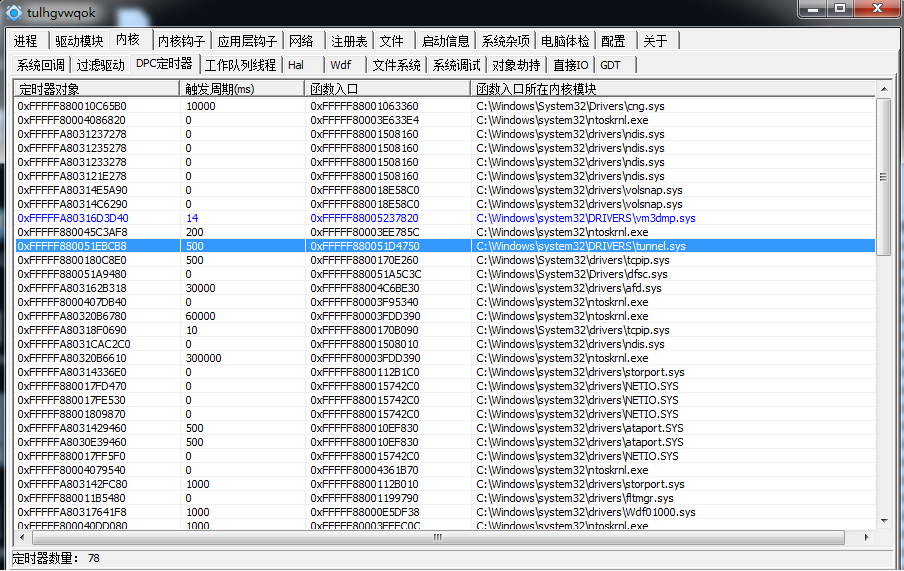 tulhgvwqok
进程 驱动模块 内核 内核钩子 应用层钩子 网络 注册表 文件 启动信息 系统杂项 电脑体检 配置 关于
系统回调 过滤驱动 DPC定时器 工作队列线程 Hal Wdf 文件系统 系统调试 对象劫持 直接IO GDT
定时器对象 触发周期(ms) 函数入口 函数入口所在内核模块
0xFFFFF880010C65B0 10000 0xFFFFF88001063360 C:\Windows\System32\Drivers\cng.sys
0xFFFFF80004086820 0 0xFFFFF80003E633E4 C:\Windows\system32\ntoskrnl.exe
0xFFFFFA8031237278 0 0xFFFFF88001508160 C:\Windows\system32\drivers\ndis.sys
0xFFFFFA8031235278 0 0xFFFFF88001508160 C:\Windows\system32\drivers\ndis.sys
0xFFFFFA8031233278 0 0xFFFFF88001508160 C:\Windows\system32\drivers\ndis.sys
0xFFFFFA803121E278 0 0xFFFFF88001508160 C:\Windows\system32\drivers\ndis.sys
0xFFFFFA80314E5A90 0 0xFFFFF880018E58C0 C:\Windows\system32\drivers\volsnap.sys
0xFFFFFA80314C6290 0 0xFFFFF880018E58C0 C:\Windows\system32\drivers\volsnap.sys
0xFFFFFA80316D3D40 14 0xFFFFF88005237820 C:\Windows\system32\DRIVERS\vm3dmp.sys
0xFFFFF880045C3AF8 200 0xFFFFF80003EE785C C:\Windows\system32\ntoskrnl.exe
0xFFFFF880051EBCB8 500 0xFFFFF880051D4750 C:\Windows\system32\DRIVERS\tunnel.sys
0xFFFFF8800180C8E0 500 0xFFFFF8800170E260 C:\Windows\System32\drivers\tcpip.sys
0xFFFFF880051A9480 0 0xFFFFF880051A5C3C C:\Windows\System32\Drivers\dfsc.sys
0xFFFFFA803162B318 30000 0xFFFFF88004C6BE30 C:\Windows\system32\drivers\afd.sys
0xFFFFF8000407DB40 0 0xFFFFF80003F95340 C:\Windows\system32\ntoskrnl.exe
0xFFFFFA80320B6780 60000 0xFFFFF80003FDD390 C:\Windows\system32\ntoskrnl.exe
0xFFFFFA80318F0690 10 0xFFFFF8800170B090 C:\Windows\System32\drivers\tcpip.sys
0xFFFFFA8031CAC2C0 0 0xFFFFF88001508010 C:\Windows\system32\drivers\ndis.sys
0xFFFFFA80320B6610 300000 0xFFFFF80003FDD390 C:\Windows\system32\ntoskrnl.exe
0xFFFFFA80314336E0 0 0xFFFFF8800112B1C0 C:\Windows\system32\drivers\storport.sys
0xFFFFF880017FD470 0 0xFFFFF880015742C0 C:\Windows\system32\drivers\NETIO.SYS
0xFFFFF880017FE530 0 0xFFFFF880015742C0 C:\Windows\system32\drivers\NETIO.SYS
0xFFFFF88001809870 0 0xFFFFF880015742C0 C:\Windows\system32\drivers\NETIO.SYS
0xFFFFFA8031429460 500 0xFFFFF880010EF830 C:\Windows\system32\drivers\ataport.SYS
0xFFFFFA8030E39460 500 0xFFFFF880010EF830 C:\Windows\system32\drivers\ataport.SYS
0xFFFFF880017FF5F0 0 0xFFFFF880015742C0 C:\Windows\system32\drivers\NETIO.SYS
0xFFFFF80004079540 0 0xFFFFF80004361B70 C:\Windows\system32\ntoskrnl.exe
0xFFFFFA803142FC80 1000 0xFFFFF8800112B010 C:\Windows\system32\drivers\storport.sys
0xFFFFF880011B5480 0 0xFFFFF88001199790 C:\Windows\system32\drivers\fltmgr.sys
0xFFFFFA80317641F8 1000 0xFFFFF88000E5DF38 C:\Windows\system32\drivers\Wdf01000.sys
0xFFFFF800040DD080 1000 0xFFFFF80003FFFC0C C:\Windows\system32\ntoskrnl.exe
定时器数量： 78